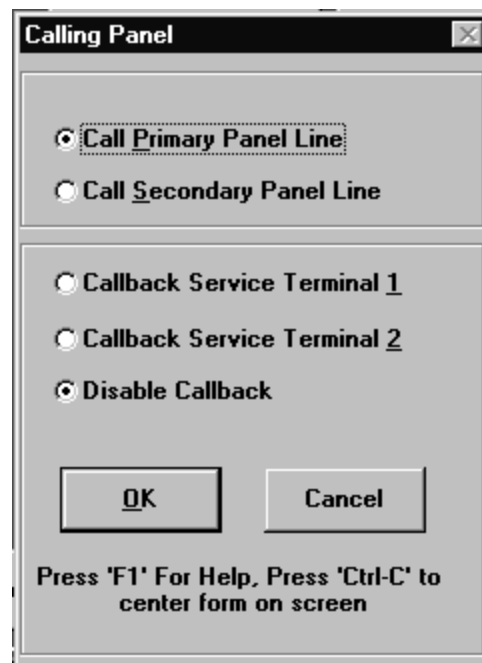 Calling Panel
Call Primary Panel Line
Call Secondary Panel Line
Callback Service Terminal 1
Callback Service Terminal 2
Disable Callback
OK
Cancel
Press 'F1' For Help, Press 'Ctrl-C' to
center form on screen